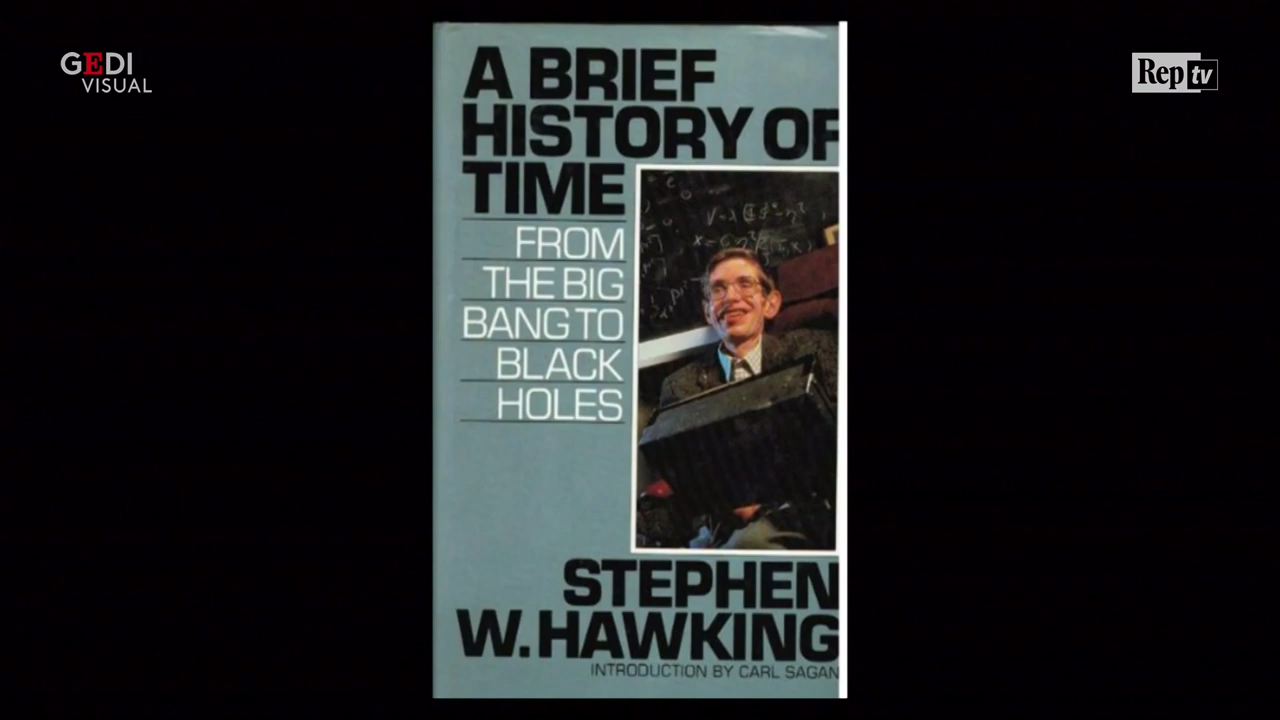 GEDI
VISUAL
Rep tv
A BRIEF
HISTORY OF
TIME
FROM
THE BIG
BANG TO
BLACK
HOLES
STEPHEN
W. HAWKING
INTRODUCTION BY CARL SAGAN